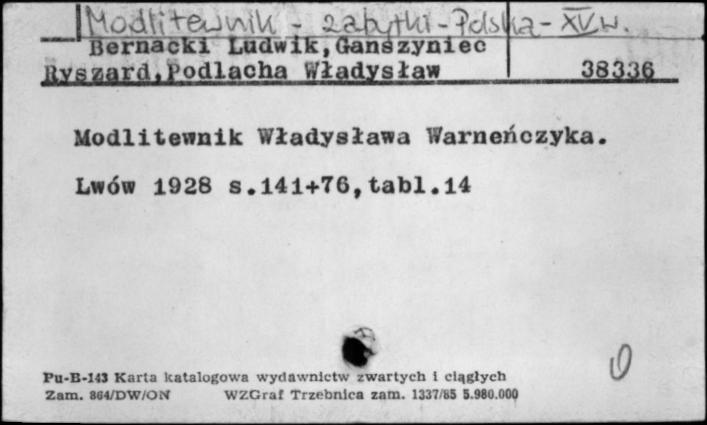 Modlitewnik - zabytki - Polska - XV w.
Bernacki Ludwik,Ganszyniec
Ryszard,Podlacha Władysław 38336
Modlitewnik Władysława Warneńczyka.
Lwów 1928 s.141+76,tabl.14
Pu-B-143 Karta katalogowa wydawnictw zwartych i ciągłych
Zam. 864/DW/ON WZGraf Trzebnica zam. 1337/85 5.980.000